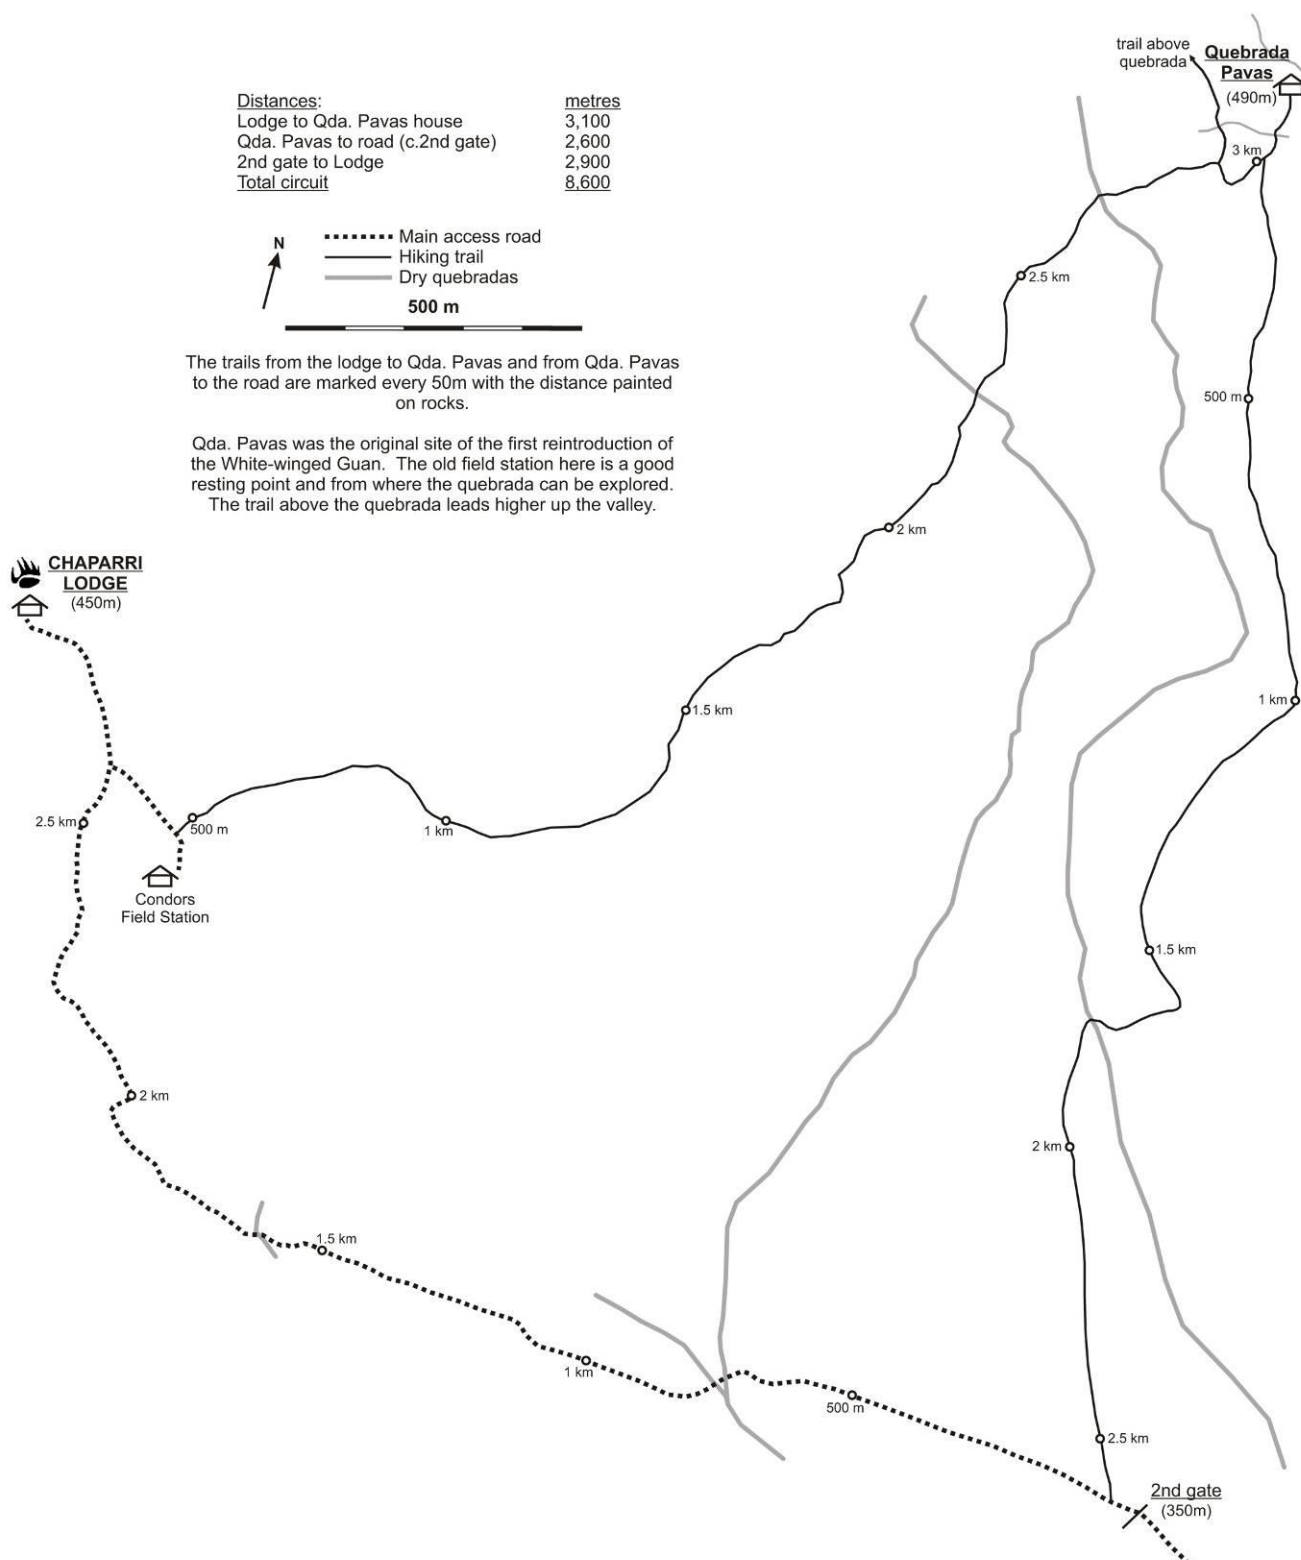 trail above
quebrada
Quebrada
Pavas
(490m)
Distances: metres
Lodge to Qda. Pavas house 3,100
Qda. Pavas to road (c.2nd gate) 2,600
2nd gate to Lodge 2,900
Total circuit 8,600
N
Main access road
Hiking trail
Dry quebradas
500 m
The trails from the lodge to Qda. Pavas and from Qda. Pavas
to the road are marked every 50m with the distance painted
on rocks.
Qda. Pavas was the original site of the first reintroduction of
the White-winged Guan.  The old field station here is a good
resting point and from where the quebrada can be explored.
The trail above the quebrada leads higher up the valley.
3 km
2.5 km
500 m
2 km
CHAPARRI
LODGE
(450m)
1.5 km
1 km
2.5 km
500 m
1 km
Condors
Field Station
1.5 km
2 km
2 km
1.5 km
1 km
500 m
2.5 km
2nd gate
(350m)